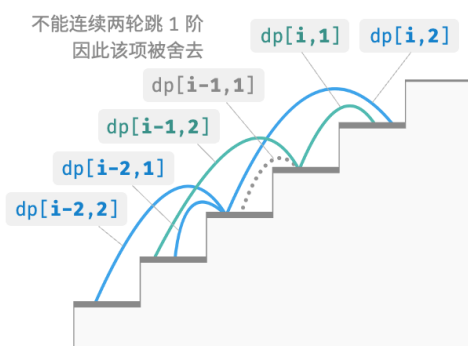 不能连续两轮跳 1 阶
因此该项被舍去
dp[i,1]
dp[i,2]
dp[i-1,1]
dp[i-1,2]
dp[i-2,1]
dp[i-2,2]